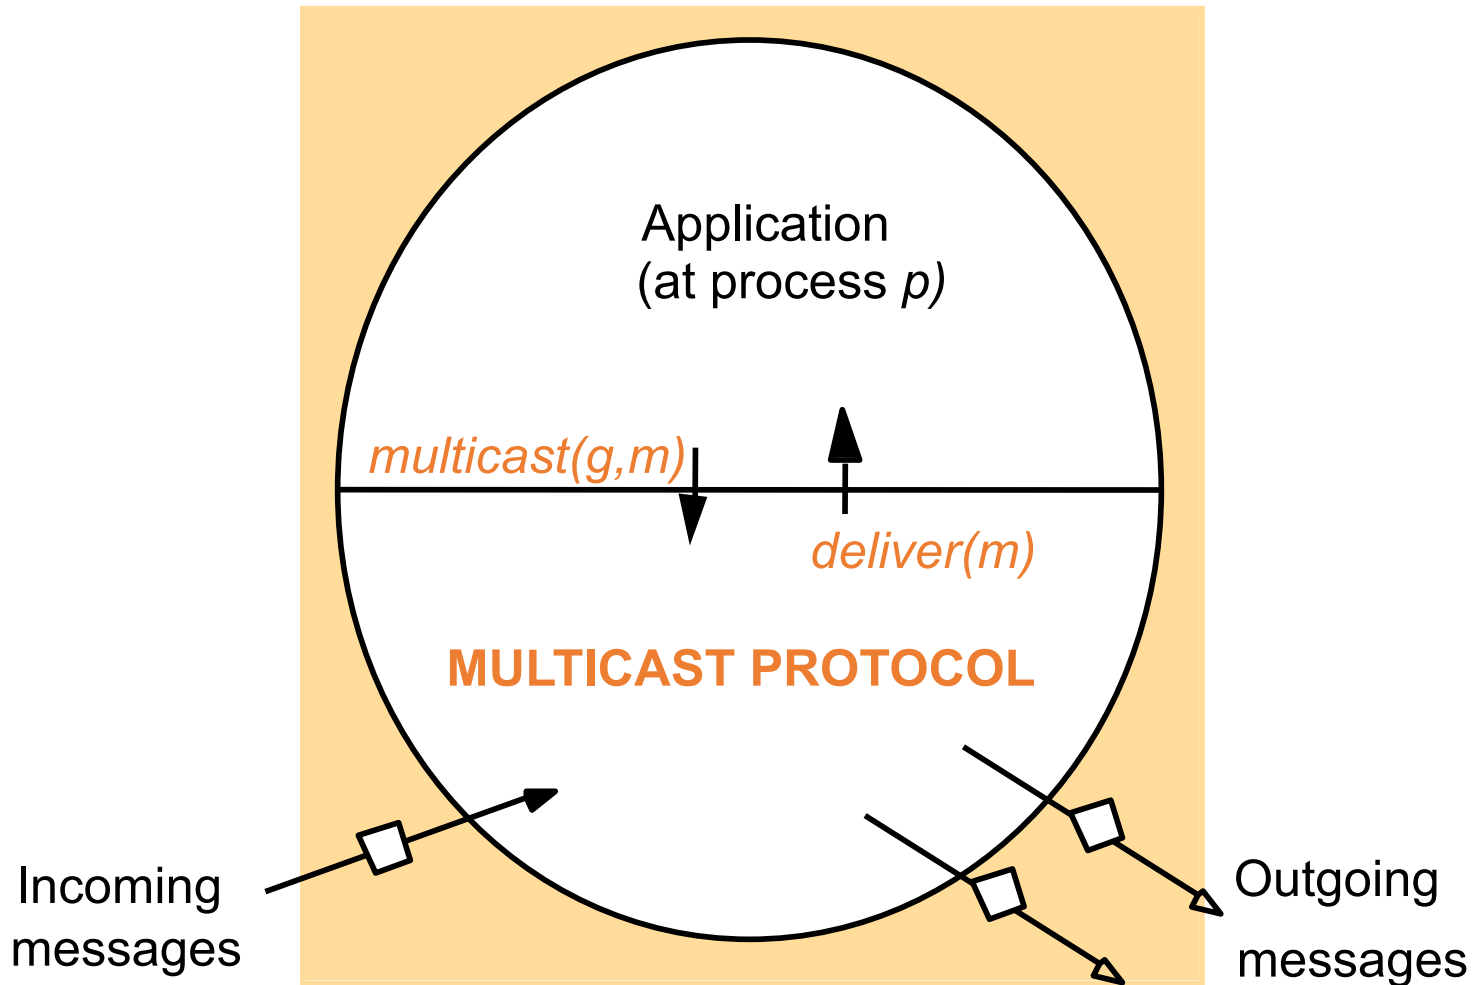 Application
(at process p)
multicast(g,m)
deliver(m)
MULTICAST PROTOCOL
Incoming
messages
Outgoing
messages